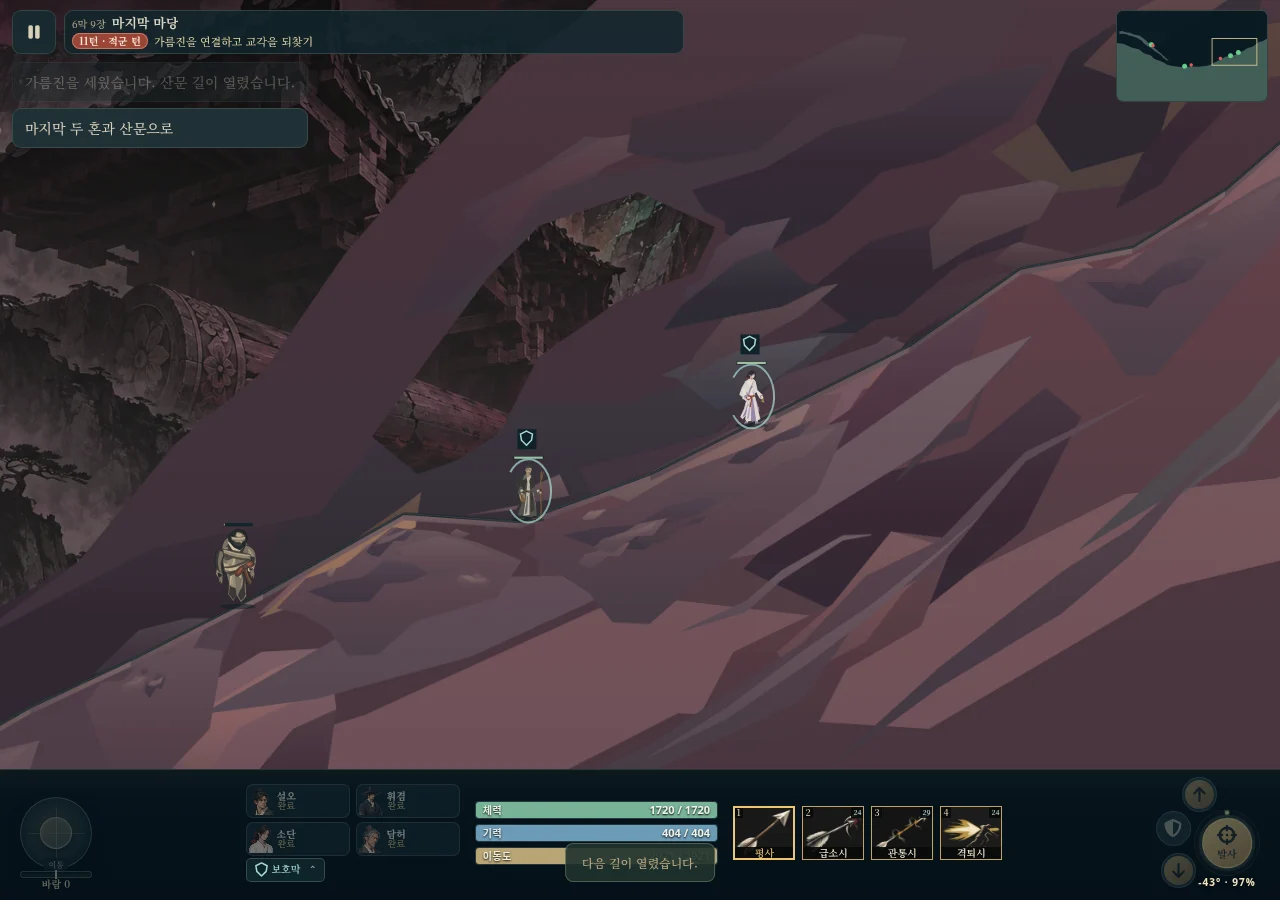 6막 9장 마지막 마당
11턴 · 적군 턴 가름진을 연결하고 교각을 되찾기
가름진을 세웠습니다. 산문 길이 열렸습니다.
마지막 두 혼과 산문으로
설오
완료
휘겸
완료
소단
완료
담허
완료
보호막
체력 1720 / 1720
기력 404 / 404
이동도
다음 길이 열렸습니다.
1 평사
2 24 급소시
3 29 관통시
4 24 격퇴시
이동
바람 0
발사
-43° · 97%